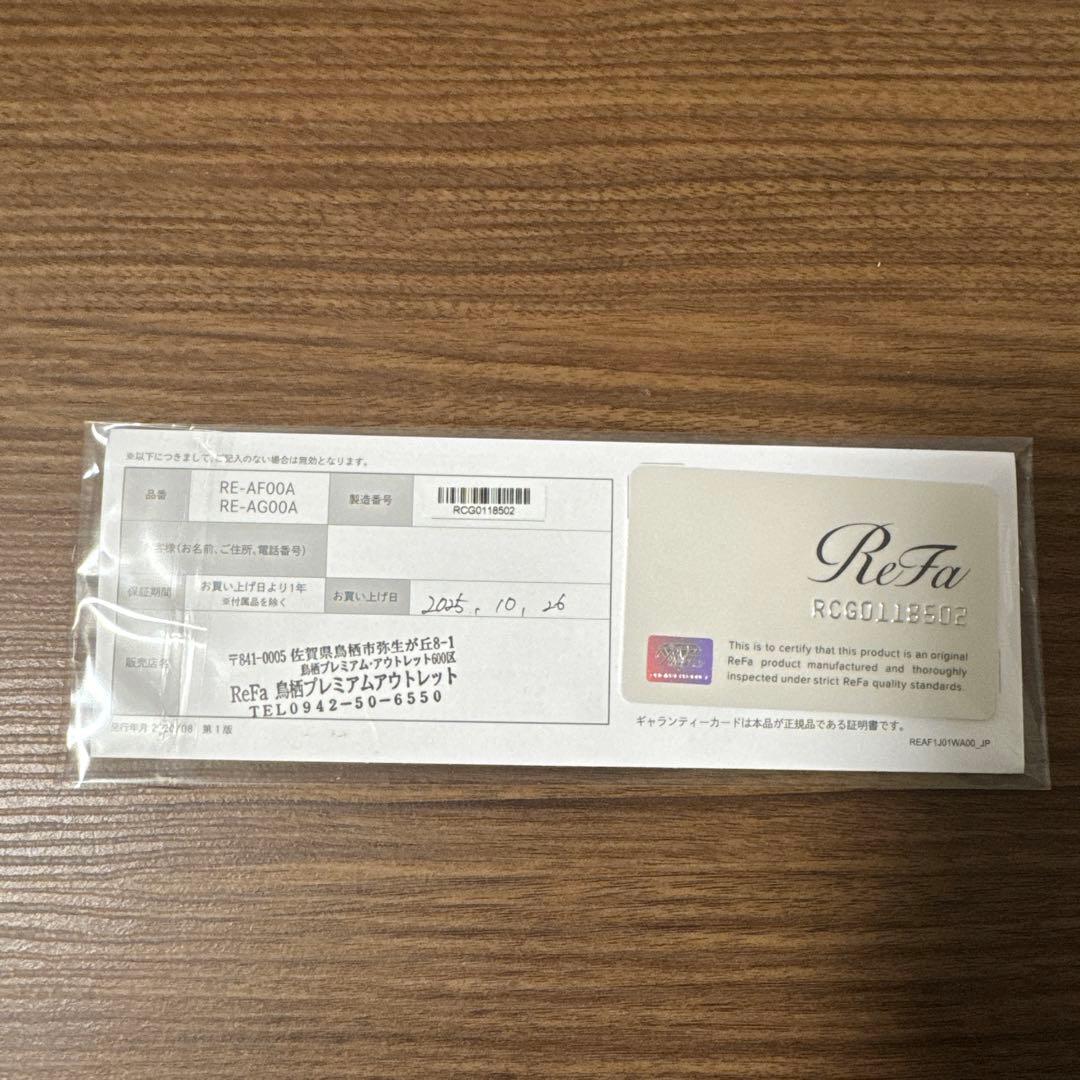 ※以下につきまして、ご記入のない場合は無効となります。
品番
RE-AF00A
RE-AG00A
製造番号
RCG0118502
客様(お名前、ご住所、電話番号)
保証期間
お買い上げ日より1年
※付属品を除く
お買い上げ日
2025. 10. 26
販売店名
〒841-0005 佐賀県鳥栖市弥生が丘8-1
鳥栖プレミアム・アウトレット600区
ReFa 鳥栖プレミアムアウトレット
TEL0942-50-6550
発行年月 /08 第1版
ReFa
RCG0118502
This is to certify that this product is an original
ReFa product manufactured and thoroughly
inspected under strict ReFa quality standards.
ギャランティーカードは本品が正規品である証明書です。
REAF1J01WA00_JP